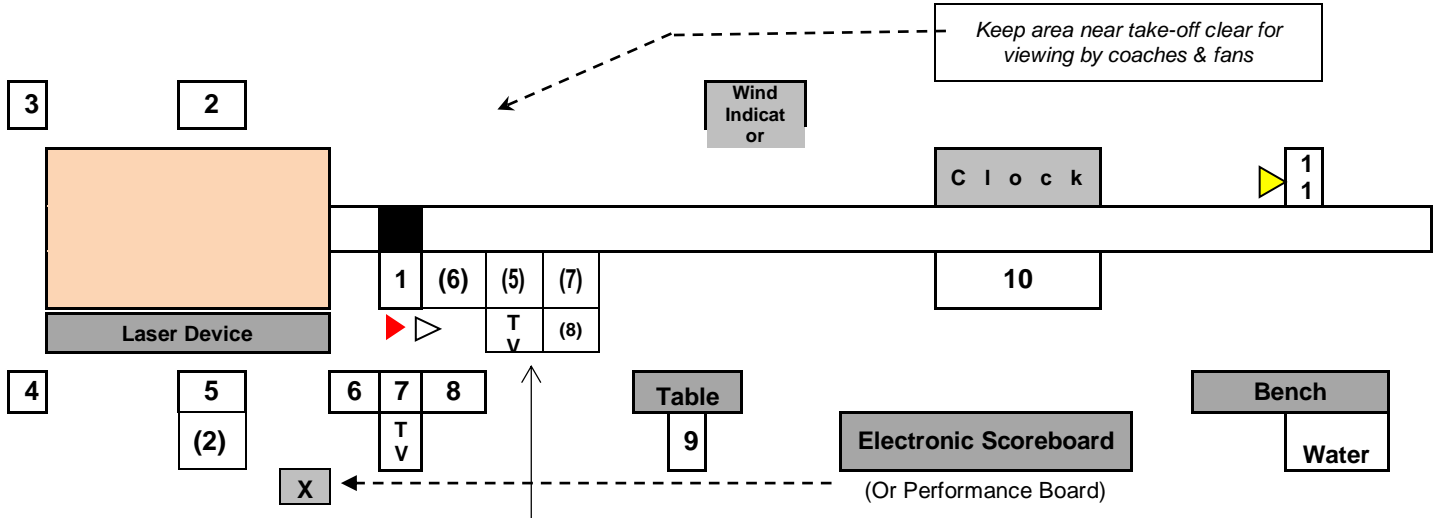 Keep area near take-off clear for
viewing by coaches & fans
3
2
Wind
Indicat
or
C l o c k
1
1
1
(6)
(5)
(7)
10
Laser Device
T
V
(8)
4
5
6
7
8
Table
Bench
(2)
T
V
9
Electronic Scoreboard
Water
X
(Or Performance Board)